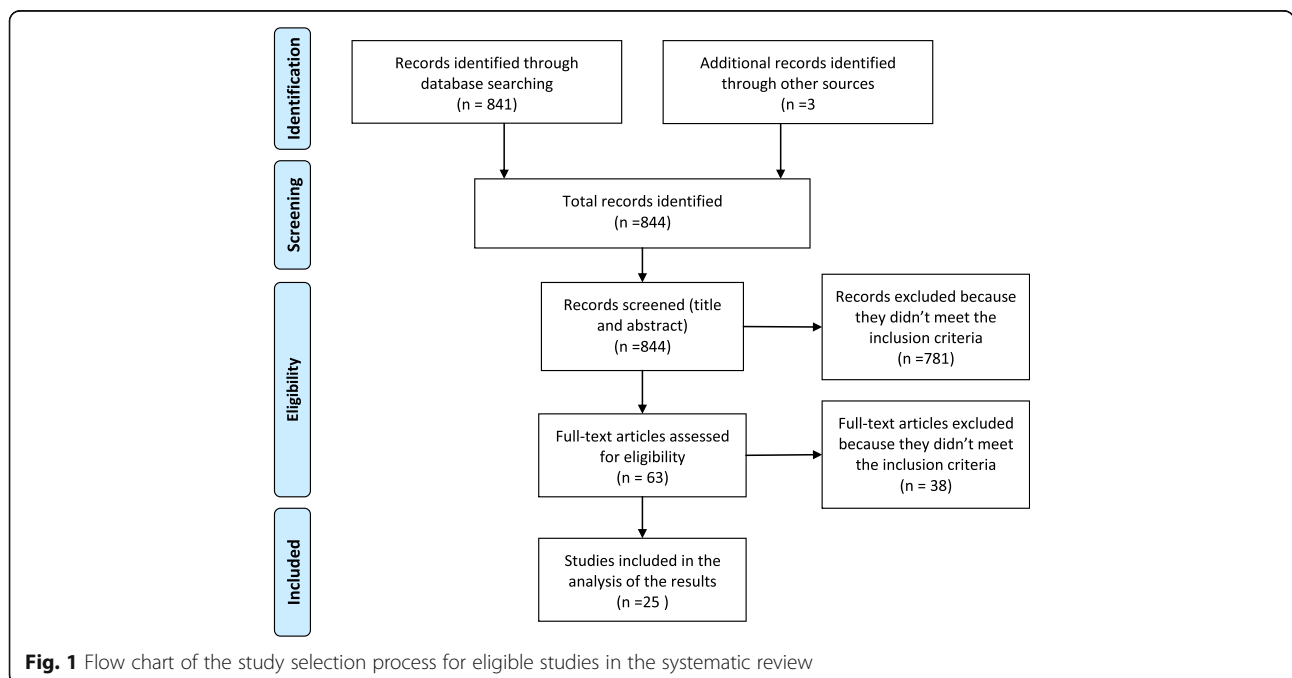 Identification
Records identified through
database searching
(n = 841)
Additional records identified
through other sources
(n =3
Screening
Total records identified
(n =844)
Eligibility
Records screened (title
and abstract)
(n =844)
Records excluded because
they didn’t meet the
inclusion criteria
(n =781)
Full-text articles assessed
for eligibility
(n = 63)
Full-text articles excluded
because they didn’t meet
the inclusion criteria
(n = 38)
Included
Studies included in the
analysis of the results
(n =25 )
Fig. 1 Flow chart of the study selection process for eligible studies in the systematic review